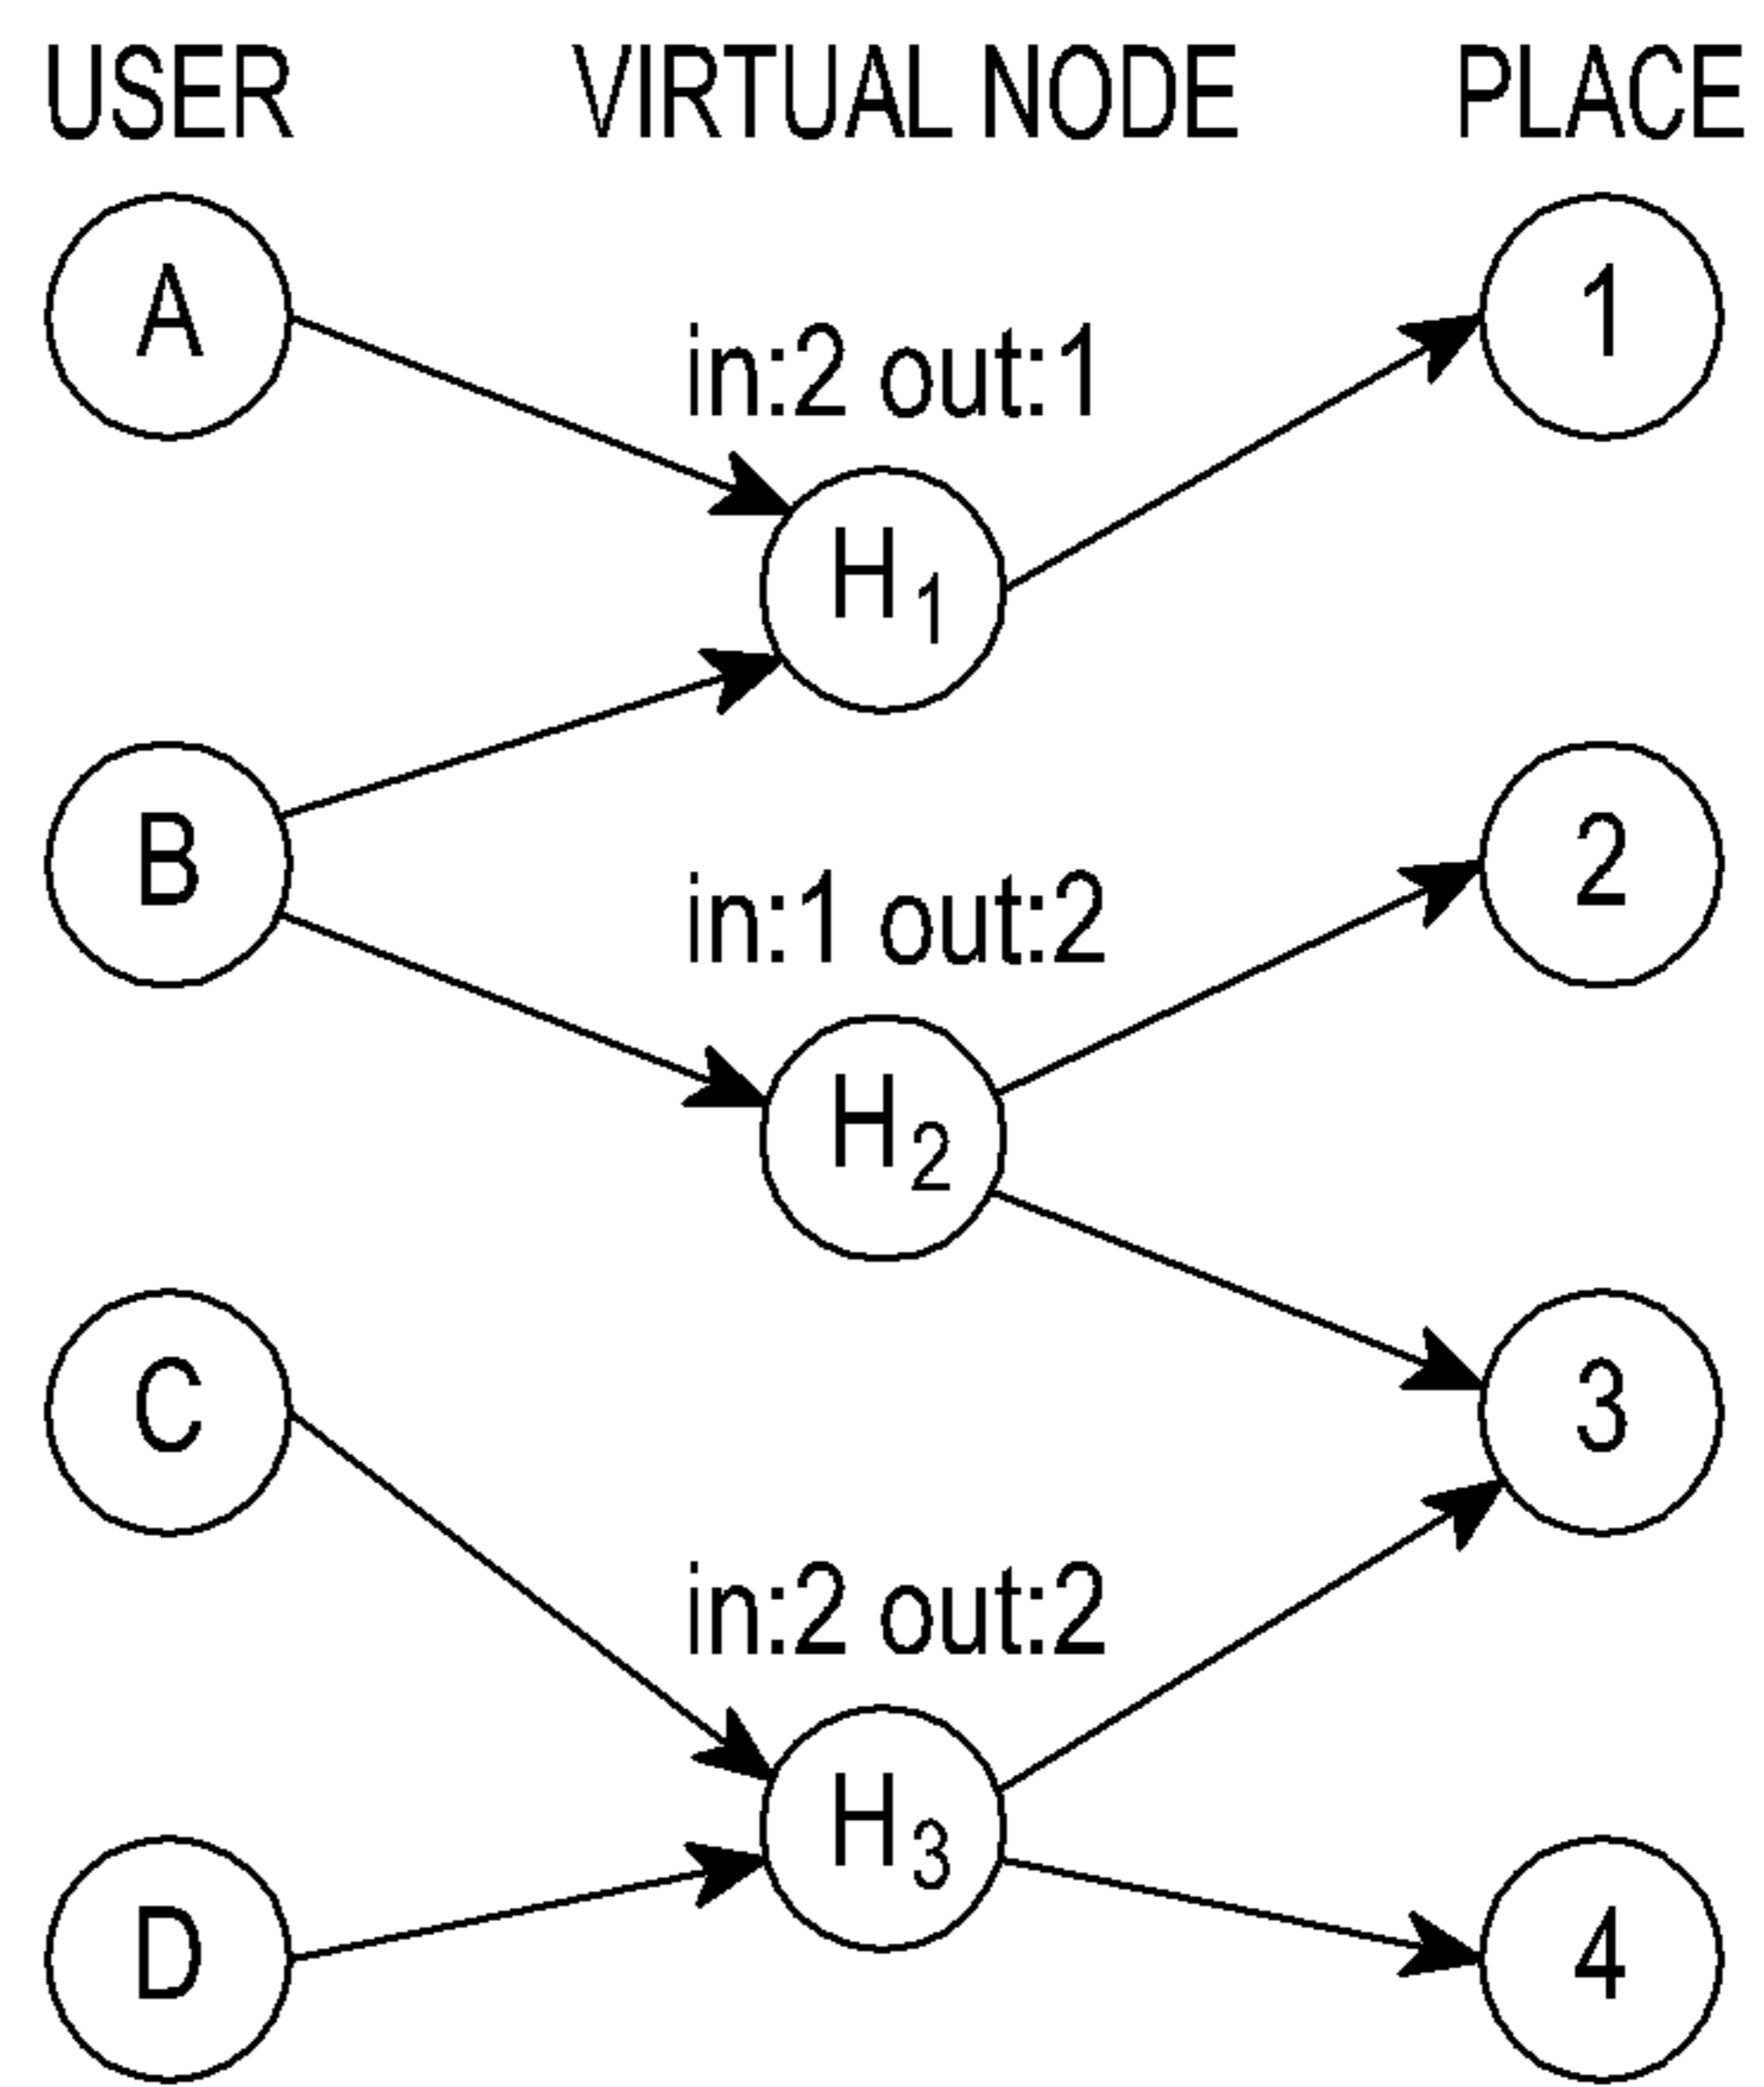 USER VIRTUAL NODE PLACE
A
in:2 out:1
1
H1
B
in:1 out:2
2
H2
C
3
in:2 out:2
H3
D
4